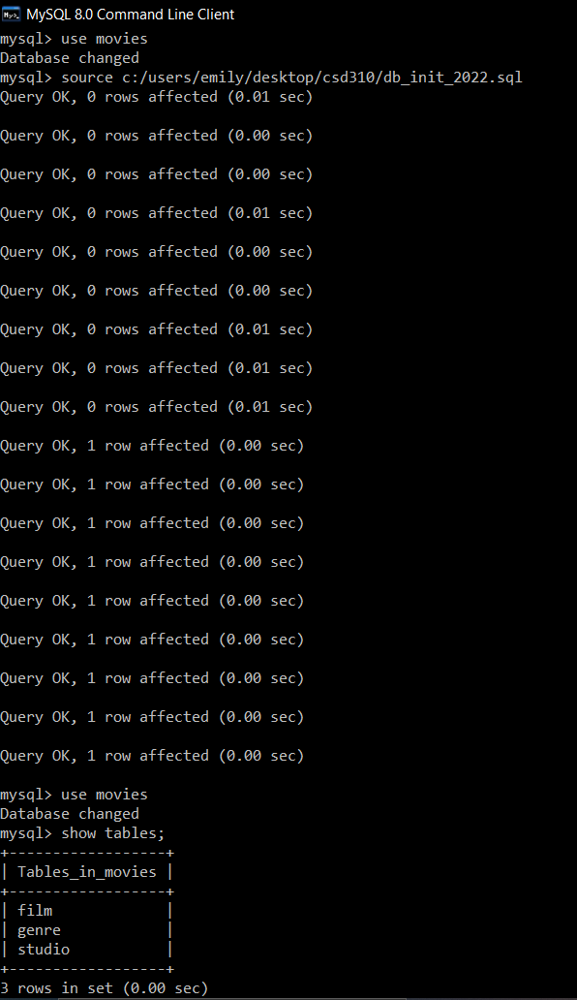 MySQL 8.0 Command Line Client
mysql> use movies
Database changed
mysql> source c:/users/emily/desktop/csd310/db_init_2022.sql
Query OK, 0 rows affected (0.01 sec)
Query OK, 0 rows affected (0.00 sec)
Query OK, 0 rows affected (0.00 sec)
Query OK, 0 rows affected (0.01 sec)
Query OK, 0 rows affected (0.00 sec)
Query OK, 0 rows affected (0.00 sec)
Query OK, 0 rows affected (0.01 sec)
Query OK, 0 rows affected (0.01 sec)
Query OK, 0 rows affected (0.01 sec)
Query OK, 1 row affected (0.00 sec)
Query OK, 1 row affected (0.00 sec)
Query OK, 1 row affected (0.00 sec)
Query OK, 1 row affected (0.00 sec)
Query OK, 1 row affected (0.00 sec)
Query OK, 1 row affected (0.00 sec)
Query OK, 1 row affected (0.00 sec)
Query OK, 1 row affected (0.00 sec)
Query OK, 1 row affected (0.00 sec)
mysql> use movies
Database changed
mysql> show tables;
+------------------+
| Tables_in_movies |
+------------------+
| film             |
| genre            |
| studio           |
+------------------+
3 rows in set (0.00 sec)